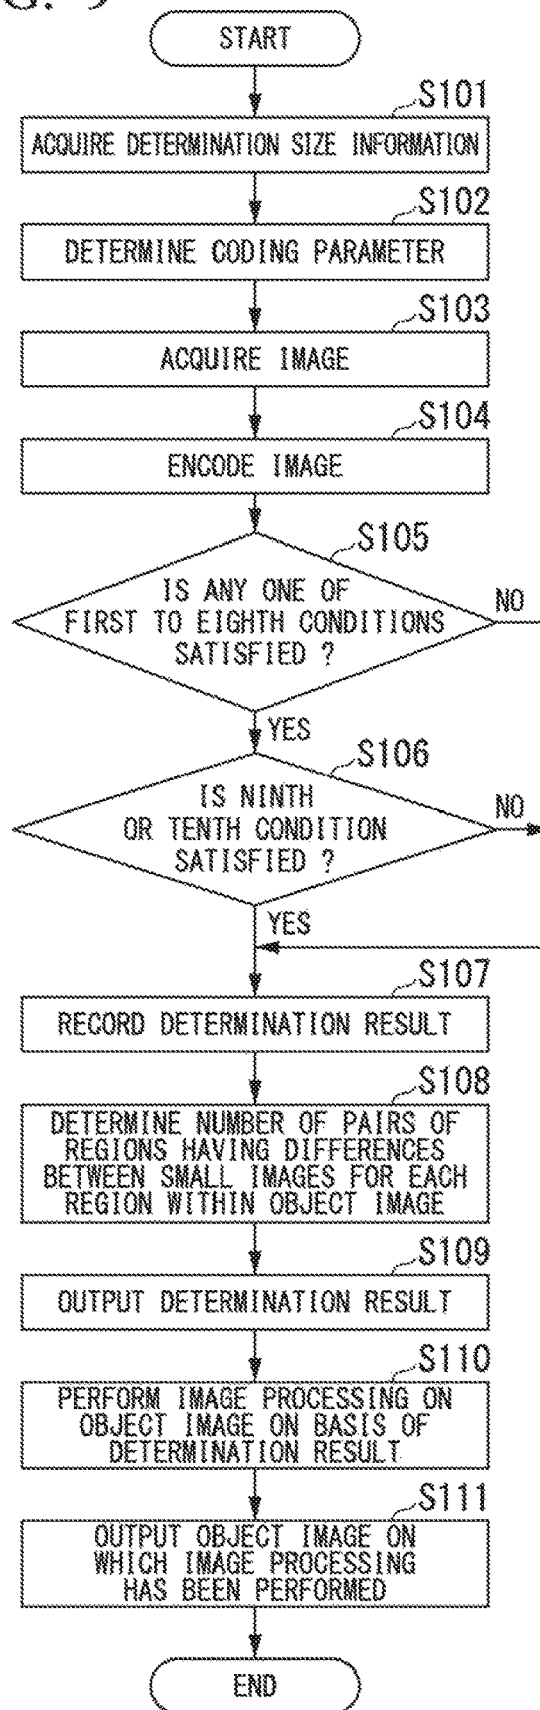 START
S101
ACQUIRE DETERMINATION SIZE INFORMATION
S102
DETERMINE CODING PARAMETER
S103
ACQUIRE IMAGE
S104
ENCODE IMAGE
S105
IS ANY ONE OF
FIRST TO EIGHTH CONDITIONS
SATISFIED ?
NO
YES
S106
IS NINTH
OR TENTH CONDITION
SATISFIED ?
NO
YES
S107
RECORD DETERMINATION RESULT
S108
DETERMINE NUMBER OF PAIRS OF
REGIONS HAVING DIFFERENCES
BETWEEN SMALL IMAGES FOR EACH
REGION WITHIN OBJECT IMAGE
S109
OUTPUT DETERMINATION RESULT
S110
PERFORM IMAGE PROCESSING ON
OBJECT IMAGE ON BASIS OF
DETERMINATION RESULT
S111
OUTPUT OBJECT IMAGE ON
WHICH IMAGE PROCESSING
HAS BEEN PERFORMED
END